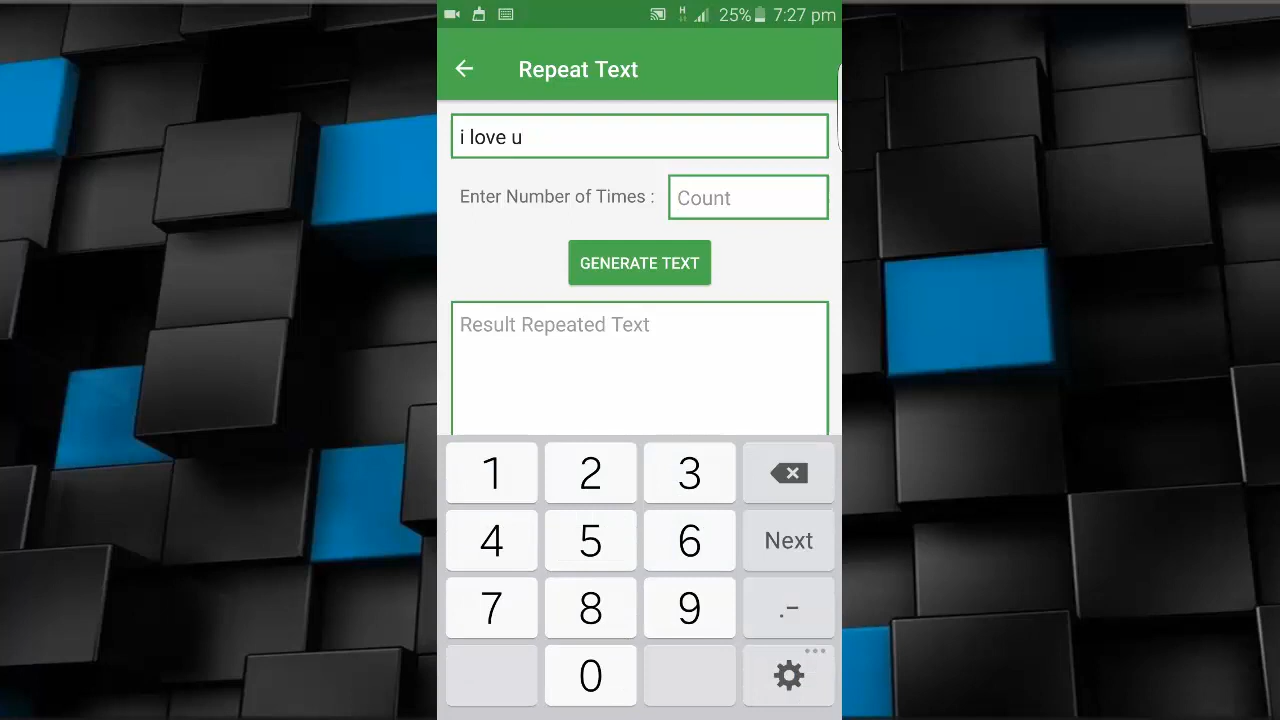 H 25% 7:27 pm
Repeat Text
i love u
Enter Number of Times : Count
GENERATE TEXT
Result Repeated Text
1 2 3
4 5 6 Next
7 8 9 .-
0